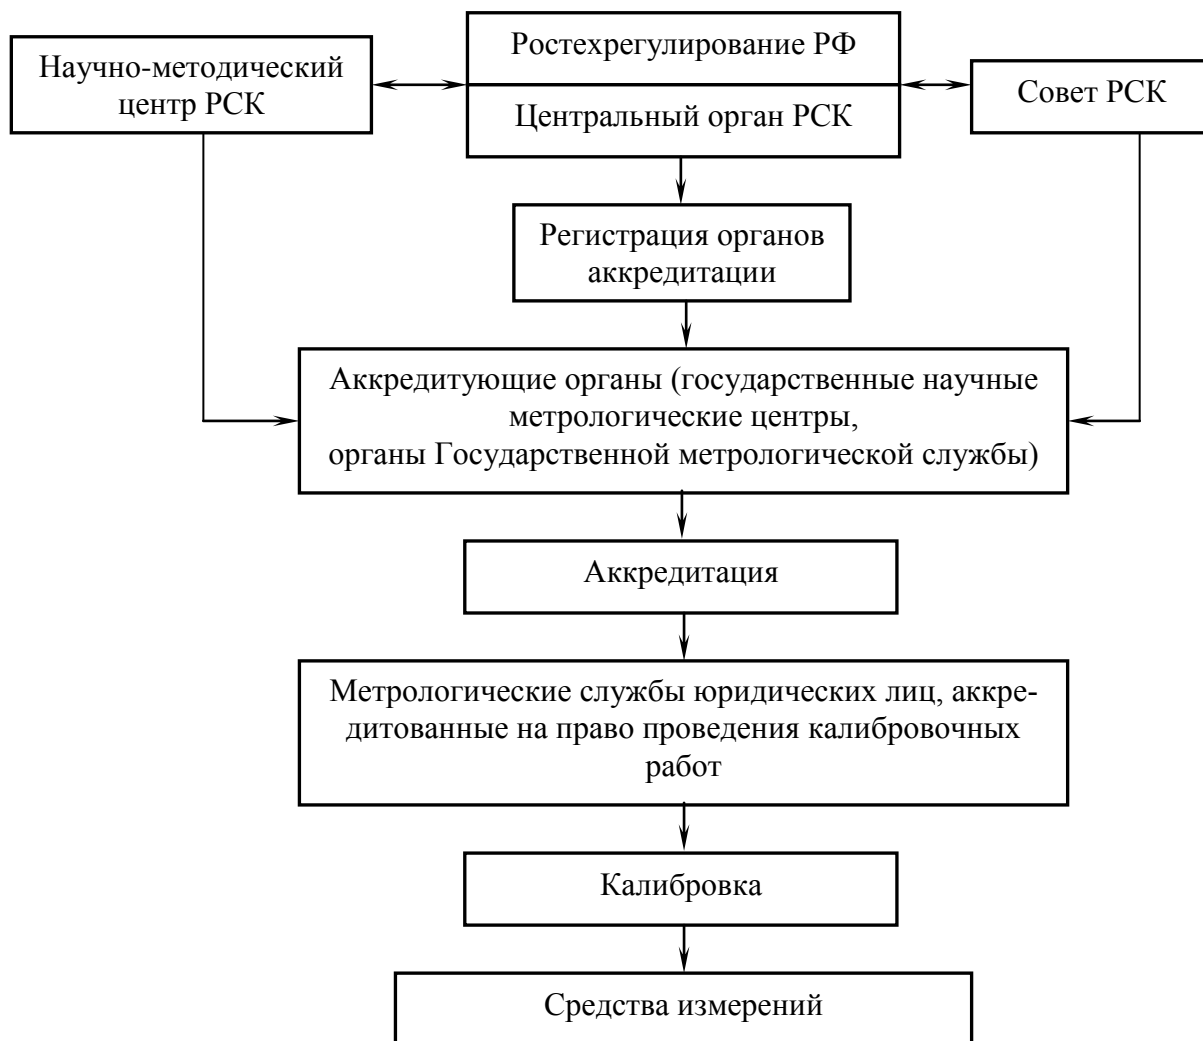 Ростехрегулирование РФ
Научно-методический
центр РСК
Совет РСК
Центральный орган РСК
Регистрация органов
аккредитации
Аккредитующие органы (государственные научные
метрологические центры,
органы Государственной метрологической службы)
Аккредитация
Метрологические службы юридических лиц, аккре-
дитованные на право проведения калибровочных
работ
Калибровка
Средства измерений